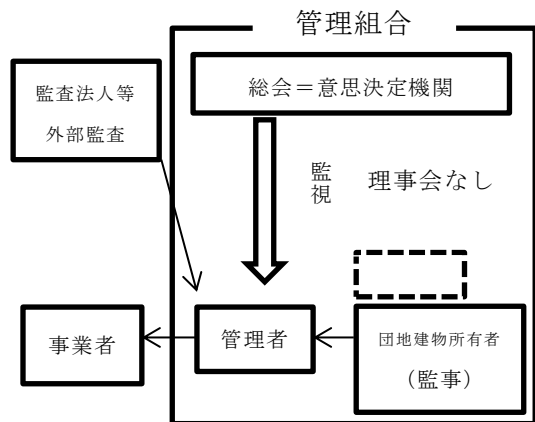 管理組合
総会＝意思決定機関
監査法人等
外部監査
監視
理事会なし
事業者
管理者
団地建物所有者
（監事）